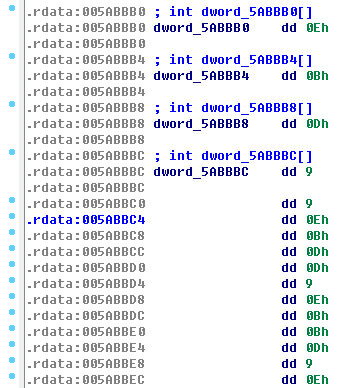 .rdata:005ABBB0 ; int dword_5ABBB0[]
.rdata:005ABBB0 dword_5ABBB0 dd 0Eh
.rdata:005ABBB0
.rdata:005ABBB4 ; int dword_5ABBB4[]
.rdata:005ABBB4 dword_5ABBB4 dd 0Bh
.rdata:005ABBB4
.rdata:005ABBB8 ; int dword_5ABBB8[]
.rdata:005ABBB8 dword_5ABBB8 dd 0Dh
.rdata:005ABBB8
.rdata:005ABBBC ; int dword_5ABBBC[]
.rdata:005ABBBC dword_5ABBBC dd 9
.rdata:005ABBBC
.rdata:005ABBC0 dd 9
.rdata:005ABBC4 dd 0Eh
.rdata:005ABBC8 dd 0Bh
.rdata:005ABBCC dd 0Dh
.rdata:005ABBD0 dd 0Dh
.rdata:005ABBD4 dd 9
.rdata:005ABBD8 dd 0Eh
.rdata:005ABBDC dd 0Bh
.rdata:005ABBE0 dd 0Bh
.rdata:005ABBE4 dd 0Dh
.rdata:005ABBE8 dd 9
.rdata:005ABBEC dd 0Eh